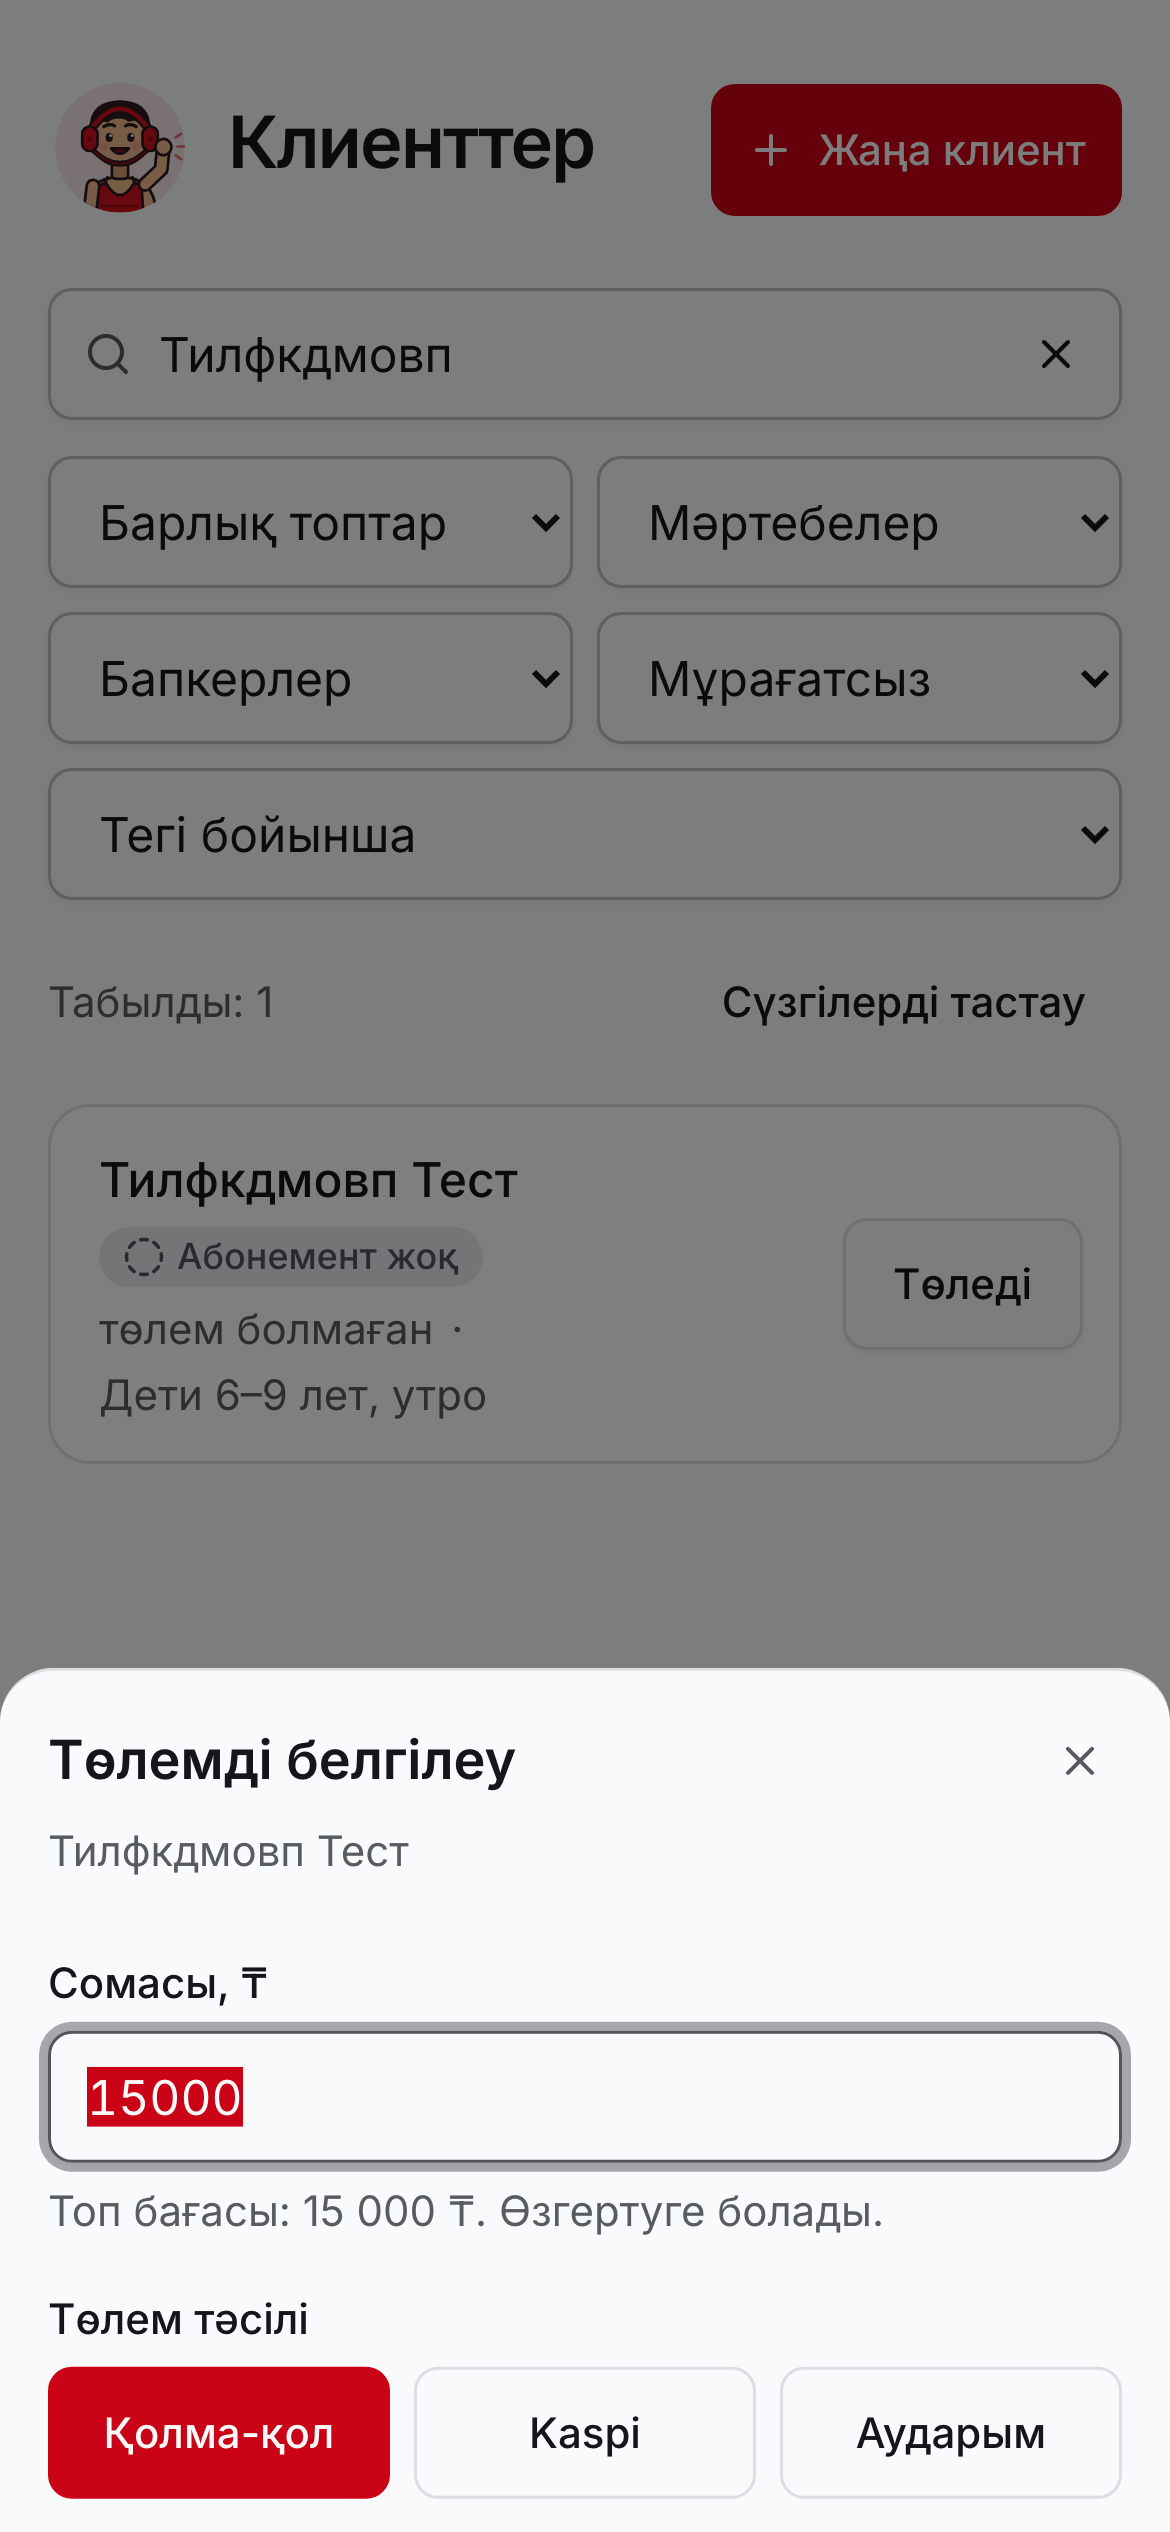 Клиенттер
+ Жаңа клиент
Тилфкдмовп
Барлық топтар
Мәртебелер
Бапкерлер
Мұрағатсыз
Тегі бойынша
Табылды: 1
Сүзгілерді тастау
Тилфкдмовп Тест
Абонемент жоқ
төлем болмаған ·
Дети 6–9 лет, утро
Төледі
Төлемді белгілеу
Тилфкдмовп Тест
Сомасы, ₸
15000
Топ бағасы: 15 000 ₸. Өзгертуге болады.
Төлем тәсілі
Қолма-қол
Kaspi
Аударым